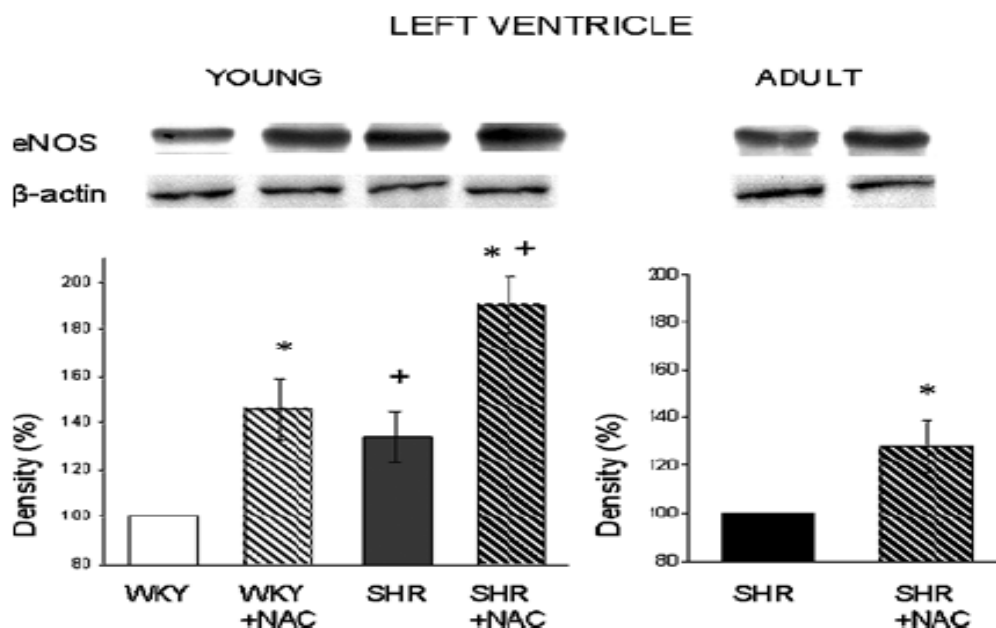 LEFT VENTRICLE
YOUNG
ADULT
eNOS
β-actin
* +
*
+
*
200
180
160
140
120
100
80
Density (%)
200
180
160
140
120
100
80
Density (%)
WKY
WKY
+NAC
SHR
SHR
+NAC
SHR
SHR
+NAC